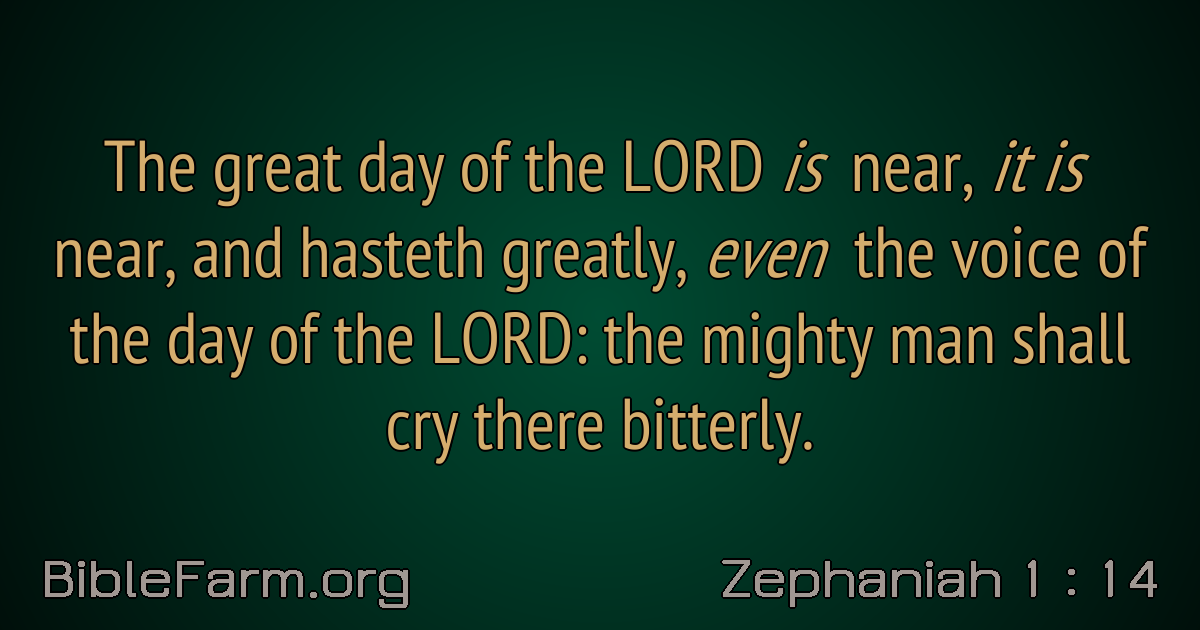 The great day of the LORD is near, it is
near, and hasteth greatly, even the voice of
the day of the LORD: the mighty man shall
cry there bitterly.
BibleFarm.org
Zephaniah 1 : 14